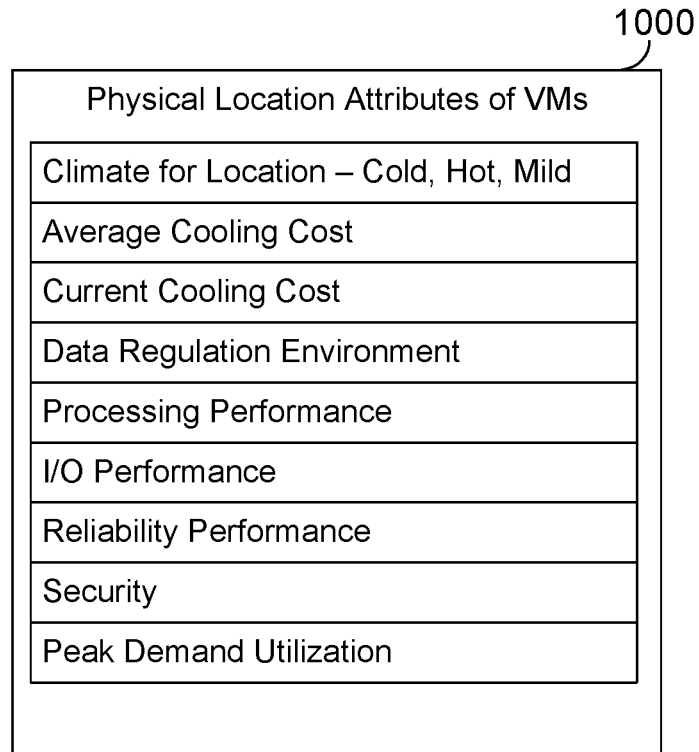 1000
Physical Location Attributes of VMs
Climate for Location – Cold, Hot, Mild
Average Cooling Cost
Current Cooling Cost
Data Regulation Environment
Processing Performance
I/O Performance
Reliability Performance
Security
Peak Demand Utilization